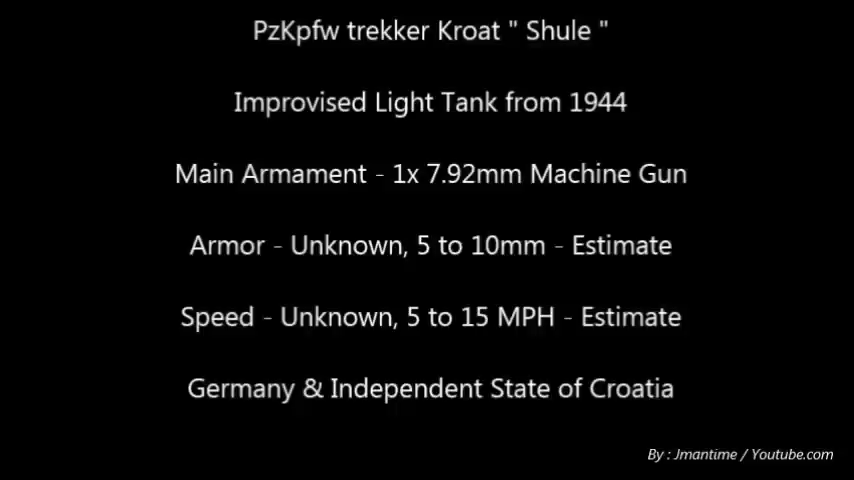 PzKpfw trekker Kroat " Shule "
Improvised Light Tank from 1944
Main Armament - 1x 7.92mm Machine Gun
Armor - Unknown, 5 to 10mm - Estimate
Speed - Unknown, 5 to 15 MPH - Estimate
Germany & Independent State of Croatia
By : Jmantime / Youtube.com